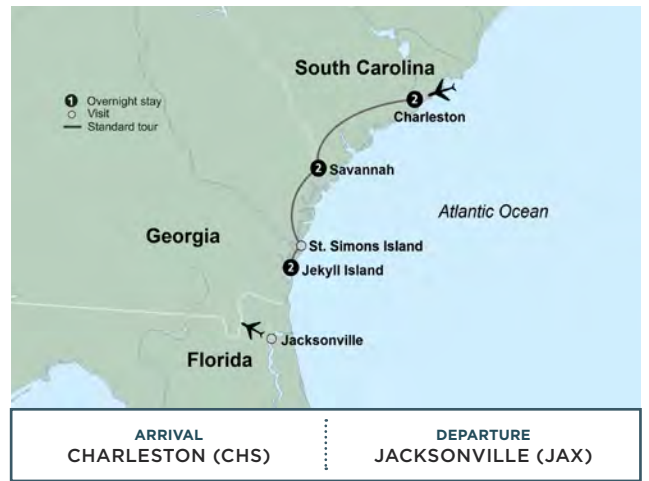 South Carolina
1 Overnight stay
Visit
Standard tour
2
Charleston
2 Savannah
Atlantic Ocean
Georgia
St. Simons Island
2 Jekyll Island
Jacksonville
Florida
ARRIVAL
CHARLESTON (CHS)
DEPARTURE
JACKSONVILLE (JAX)